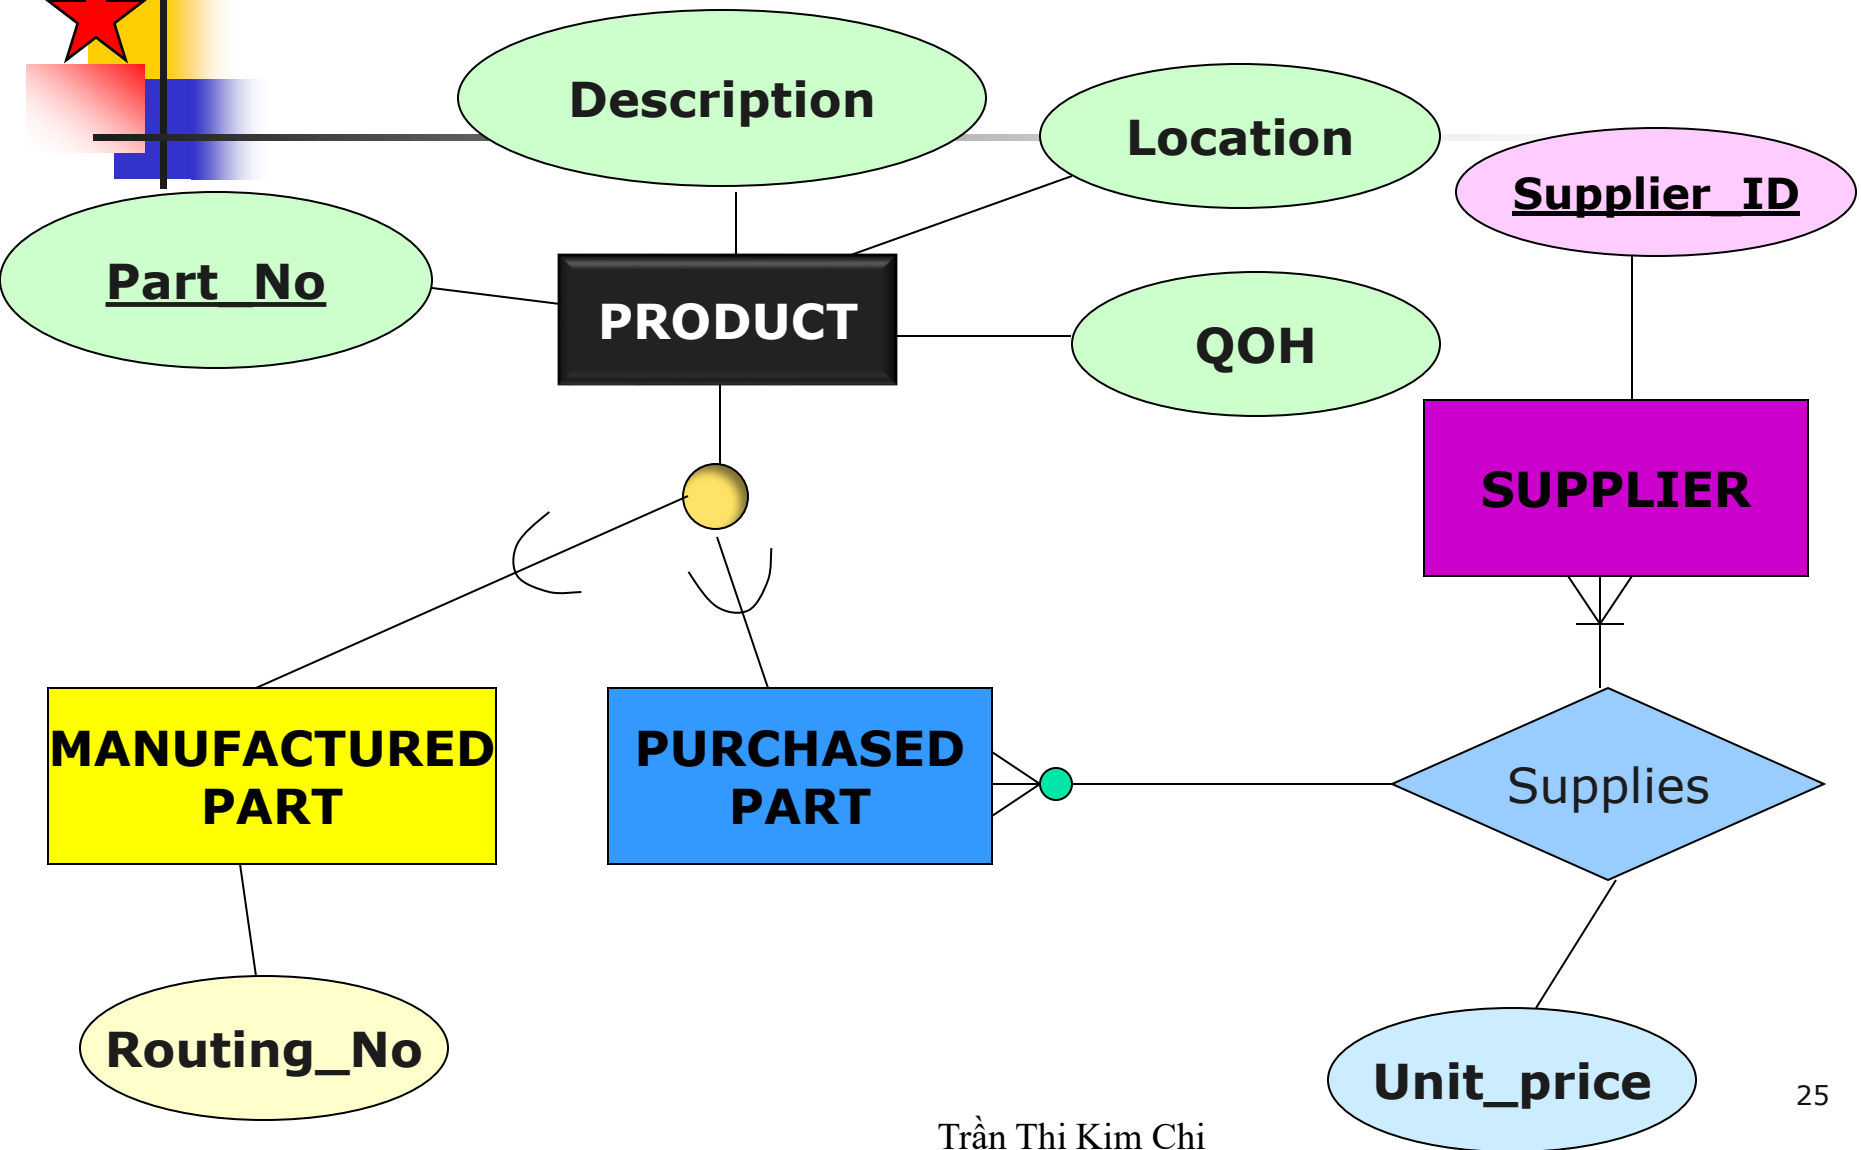 Description
Location
Supplier_ID
Part_No
PRODUCT
QOH
SUPPLIER
MANUFACTURED
PART
PURCHASED
PART
Supplies
Routing_No
Unit_price
25
Trần Thi Kim Chi